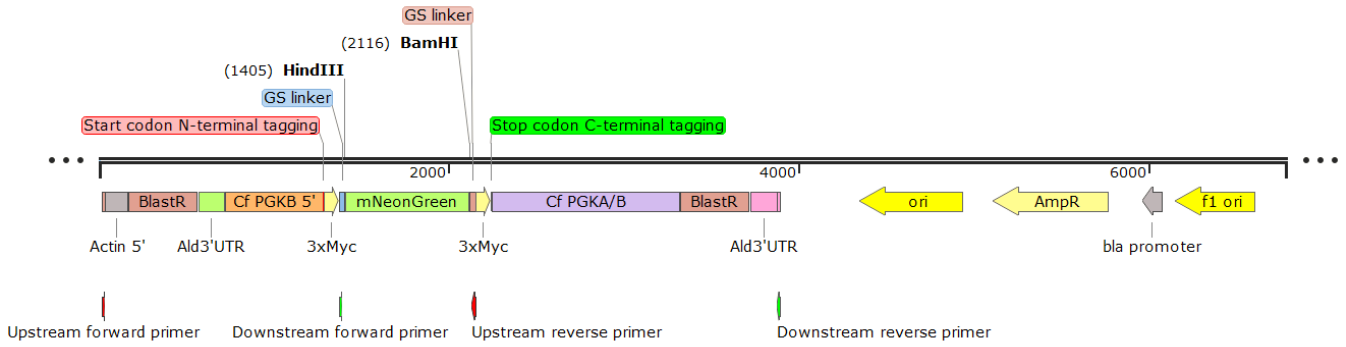 GS linker
(2116) BamHI
(1405) HindIII
GS linker
Start codon N-terminal tagging
Stop codon C-terminal tagging
2000
4000
6000
BlastR
Cf PGKB 5'
mNeonGreen
Cf PGKA/B
BlastR
ori
AmpR
f1 ori
Actin 5'
Ald3'UTR
3xMyc
3xMyc
Ald3'UTR
bla promoter
Upstream forward primer
Downstream forward primer
Upstream reverse primer
Downstream reverse primer